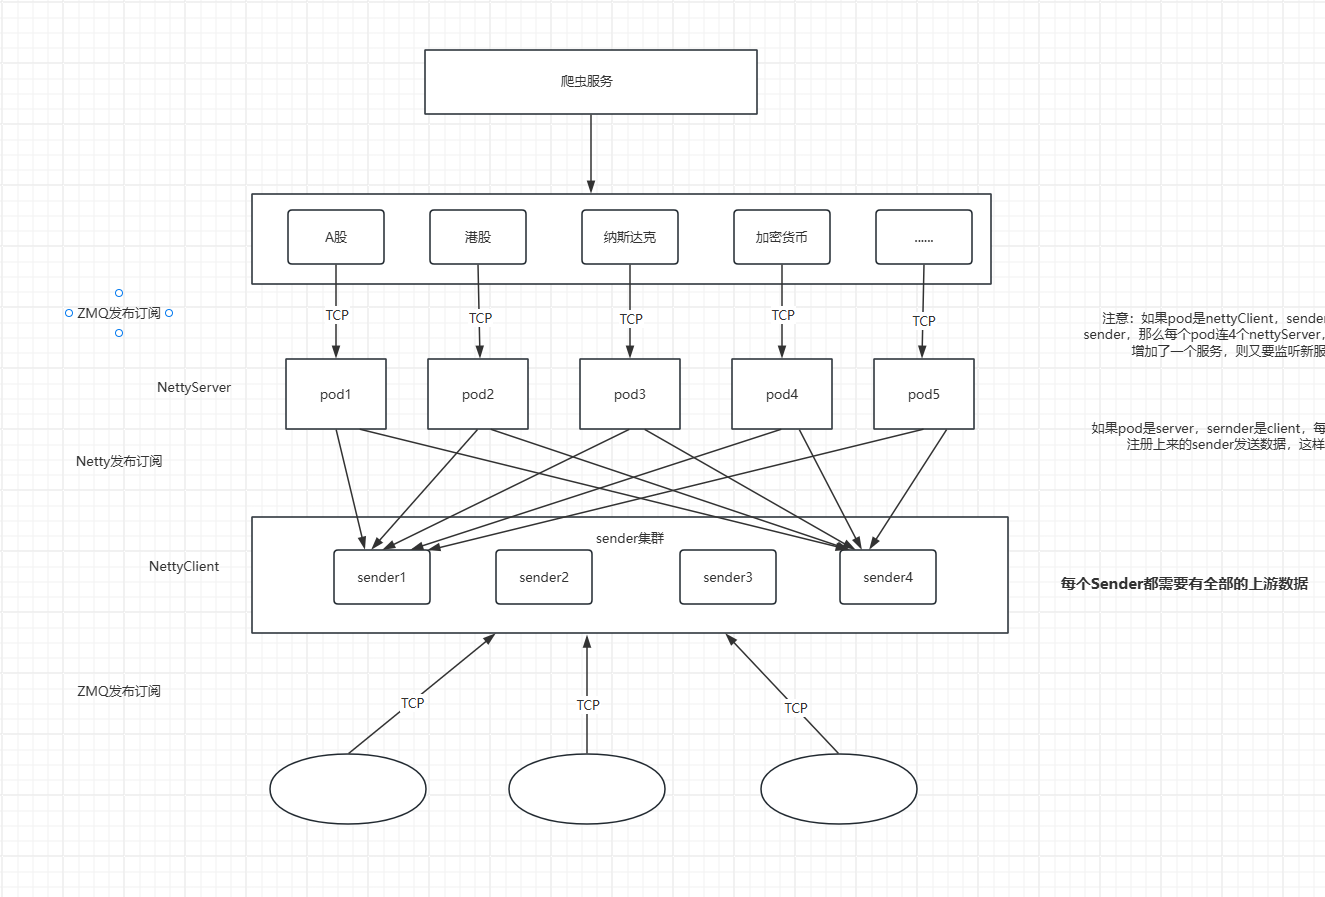 爬虫服务
A股
港股
纳斯达克
加密货币
......
ZMQ发布订阅
TCP
TCP
TCP
TCP
TCP
注意：如果pod是nettyClient，sender
sender，那么每个pod连4个nettyServer，
增加了一个服务，则又要监听新服
NettyServer
pod1
pod2
pod3
pod4
pod5
如果pod是server，sernder是client，每
注册上来的sender发送数据，这样
Netty发布订阅
sender集群
NettyClient
sender1
sender2
sender3
sender4
每个Sender都需要有全部的上游数据
ZMQ发布订阅
TCP
TCP
TCP